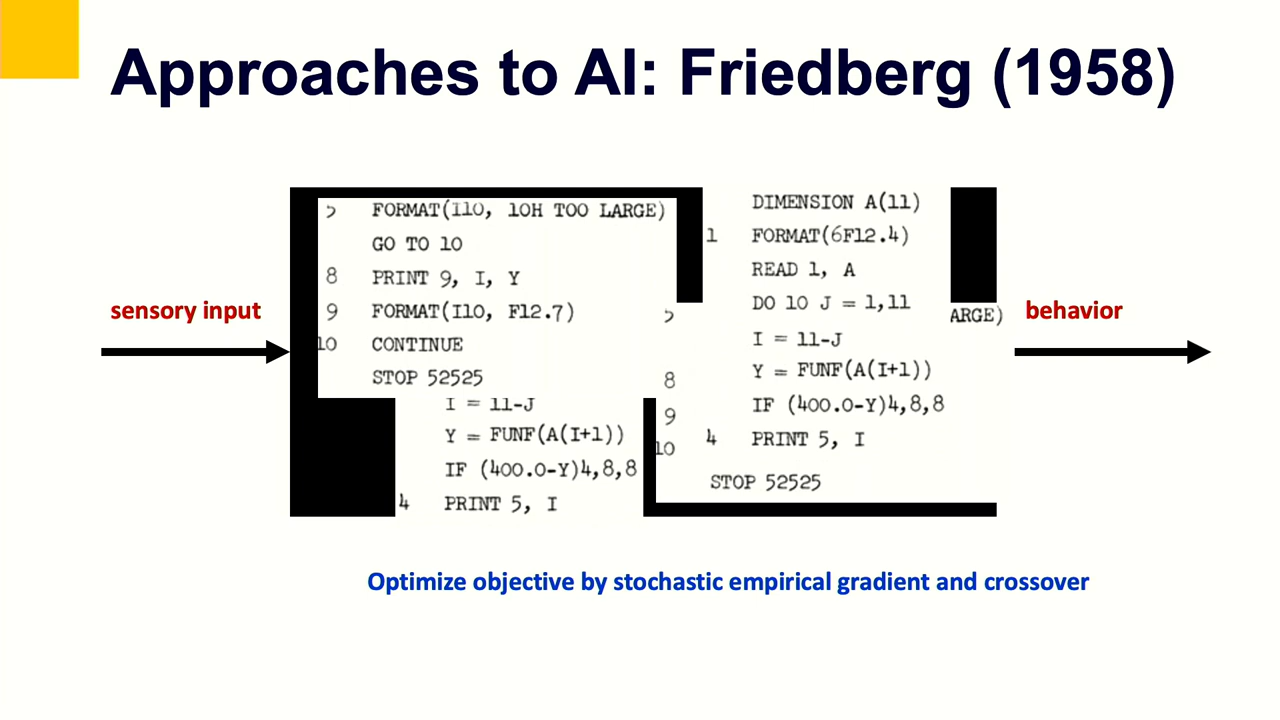 Approaches to AI: Friedberg (1958)
sensory input
5 FORMAT(I10, 10H TOO LARGE)
GO TO 10
8 PRINT 9, I, Y
9 FORMAT(I10, F12.7)
10 CONTINUE
STOP 52525
I = 11-J
Y = FUNF(A(I+1))
IF (400.0-Y)4,8,8
4 PRINT 5, I
DIMENSION A(11)
1 FORMAT(6F12.4)
READ 1, A
DO 10 J = 1,11
5
ARGE)
I = 11-J
8 Y = FUNF(A(I+1))
9 IF (400.0-Y)4,8,8
10
4 PRINT 5, I
STOP 52525
behavior
Optimize objective by stochastic empirical gradient and crossover